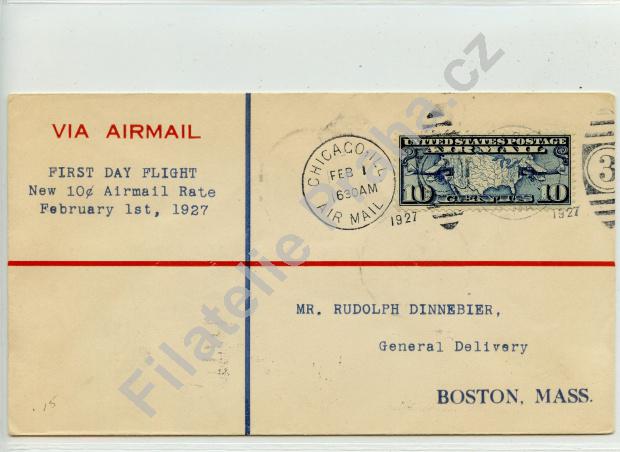 VIA AIRMAIL
FIRST DAY FLIGHT
New 10¢ Airmail Rate
February 1st, 1927
CHICAGO, ILL.
FEB 1
630AM
AIR MAIL
1927
UNITED STATES POSTAGE
AIR MAIL
10 CENTS 10
1927
3
MR. RUDOLPH DINNEBIER,
General Delivery
BOSTON, MASS.
.15
Filatelie Praha.cz